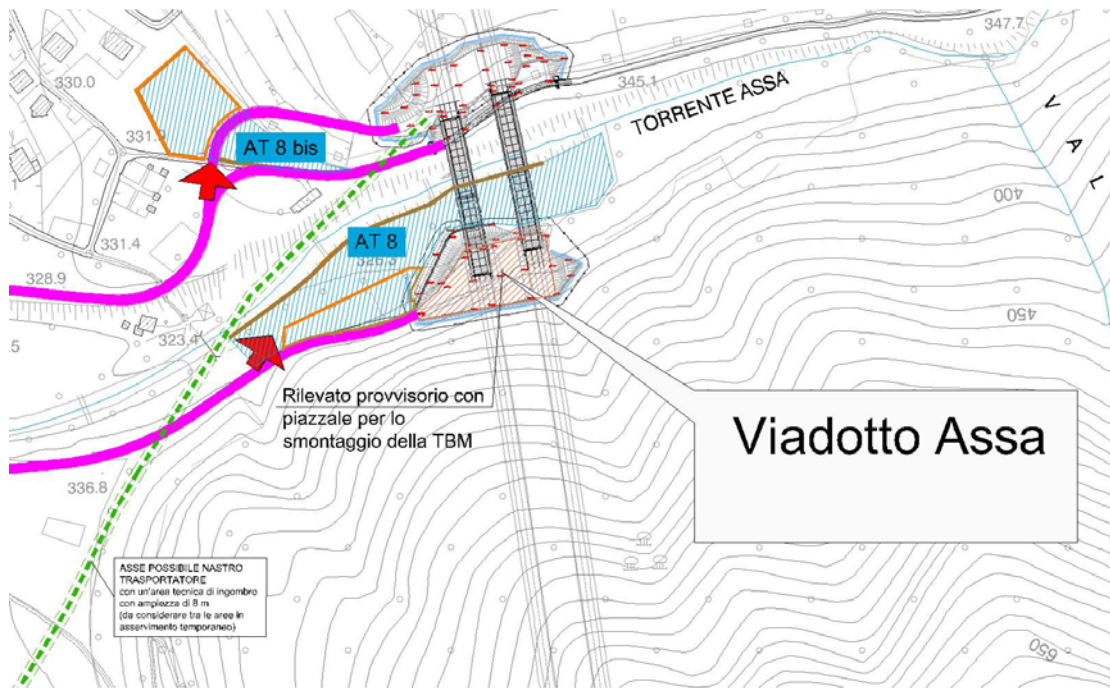 347.7
330.0
345.1
TORRENTE ASSA
V
A
L
331.9
AT 8 bis
400
331.4
AT 8
328.9
450
323.4
Rilevato provvisorio con
piazzale per lo
smontaggio della TBM
Viadotto Assa
336.8
ASSE POSSIBILE NASTRO
TRASPORTATORE
con un'area tecnica di ingombro
con ampiezza di 8 m
(da considerare tra le aree in
asservimento temporaneo)
650